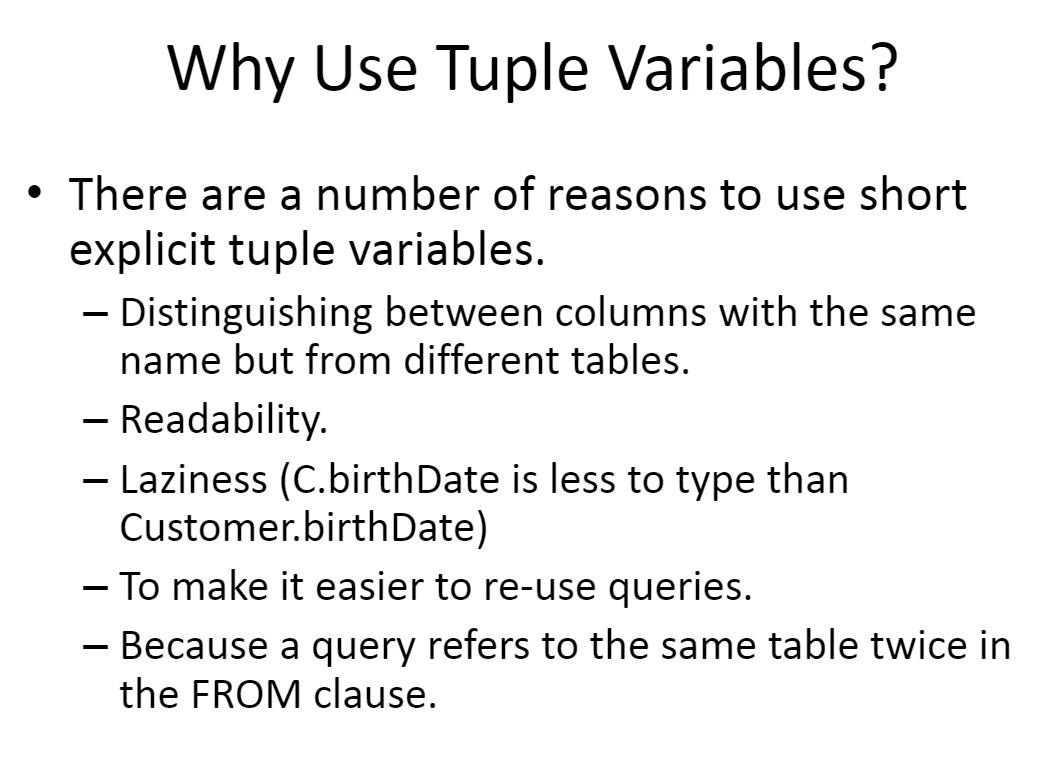 Why Use Tuple Variables?
• There are a number of reasons to use short
explicit tuple variables.
– Distinguishing between columns with the same
name but from different tables.
– Readability.
– Laziness (C.birthDate is less to type than
Customer.birthDate)
– To make it easier to re-use queries.
– Because a query refers to the same table twice in
the FROM clause.